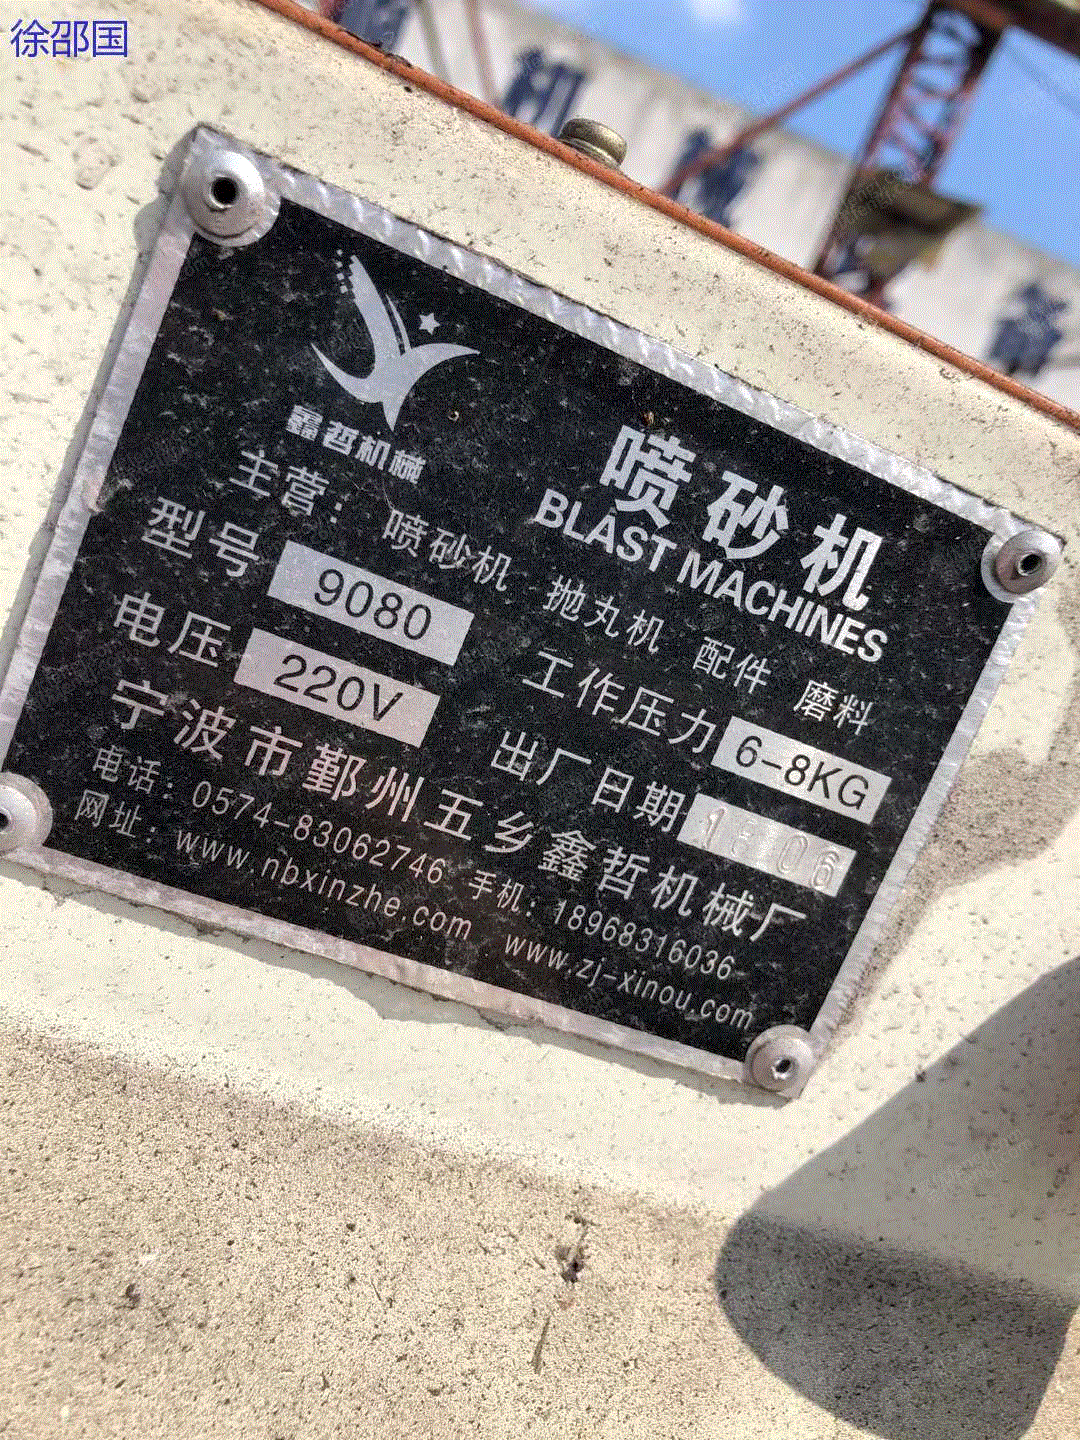 徐邵国
鑫哲机械
喷砂机
BLAST MACHINES
主营：喷砂机 抛丸机 配件 磨料
型号 9080 工作压力 6-8KG
电压 220V 出厂日期
宁波市鄞州五乡鑫哲机械厂
电话：0574-83062746 手机：18968316036
网址：www.nbxinzhe.com www.zj-xinou.com